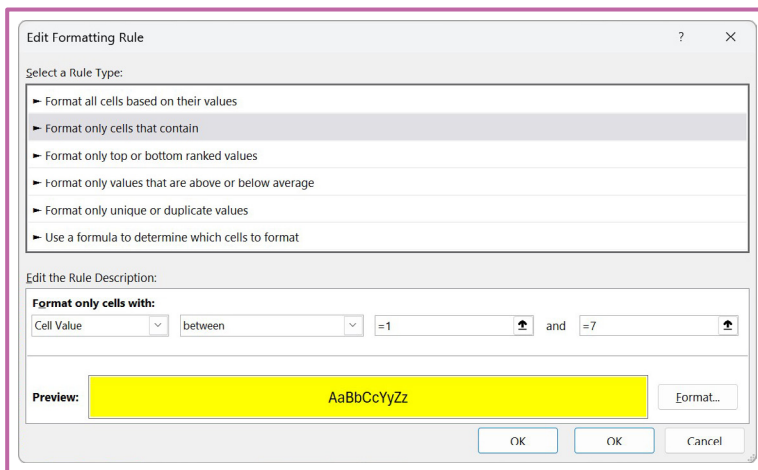 Edit Formatting Rule ?
Select a Rule Type:
► Format all cells based on their values
► Format only cells that contain
► Format only top or bottom ranked values
► Format only values that are above or below average
► Format only unique or duplicate values
► Use a formula to determine which cells to format
Edit the Rule Description:
Format only cells with:
Cell Value between =1 and =7
Preview: AaBbCcYyZz Format...
OK OK Cancel